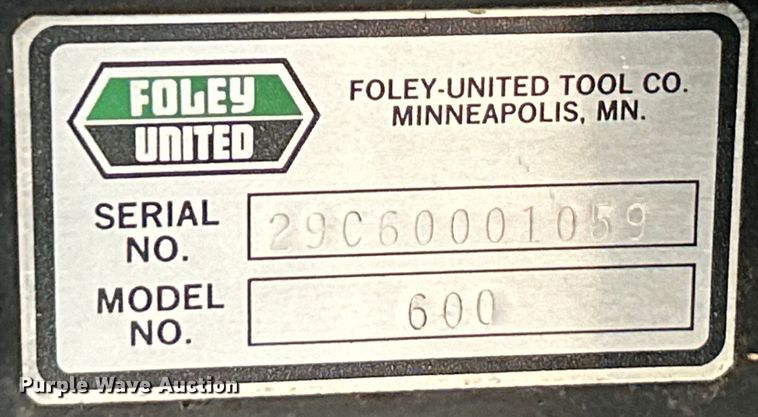 FOLEY
UNITED
FOLEY-UNITED TOOL CO.
MINNEAPOLIS, MN.
SERIAL
NO.
29C60001059
MODEL
NO.
600
Purple Wave Auction